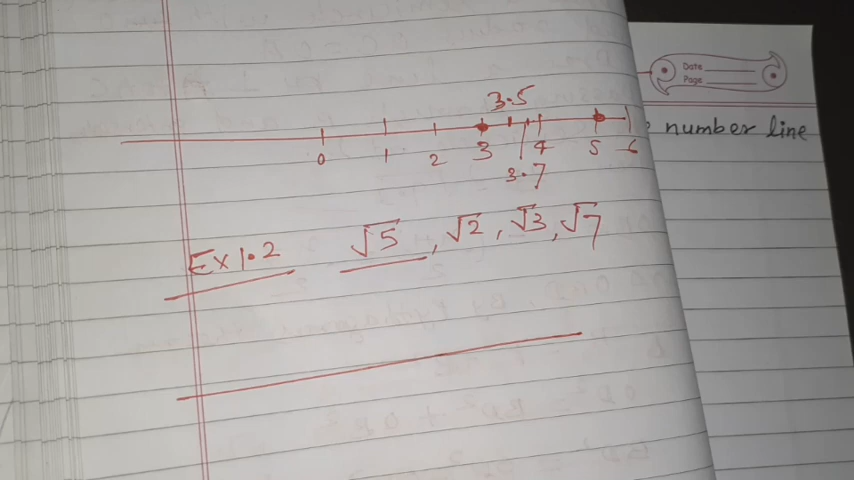 Date
Page
number line
3.5
0 1 2 3 4 5 6
3.7
Ex 1.2 √5, √2, √3, √7